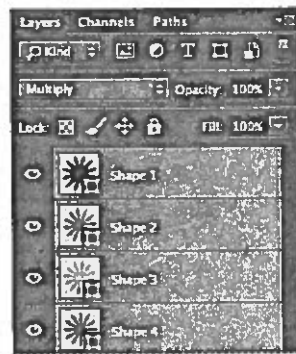 Layers Channels Paths
Kind T
Multiply Opacity: 100%
Lock: Fill: 100%
Shape 1
Shape 2
Shape 3
Shape 4